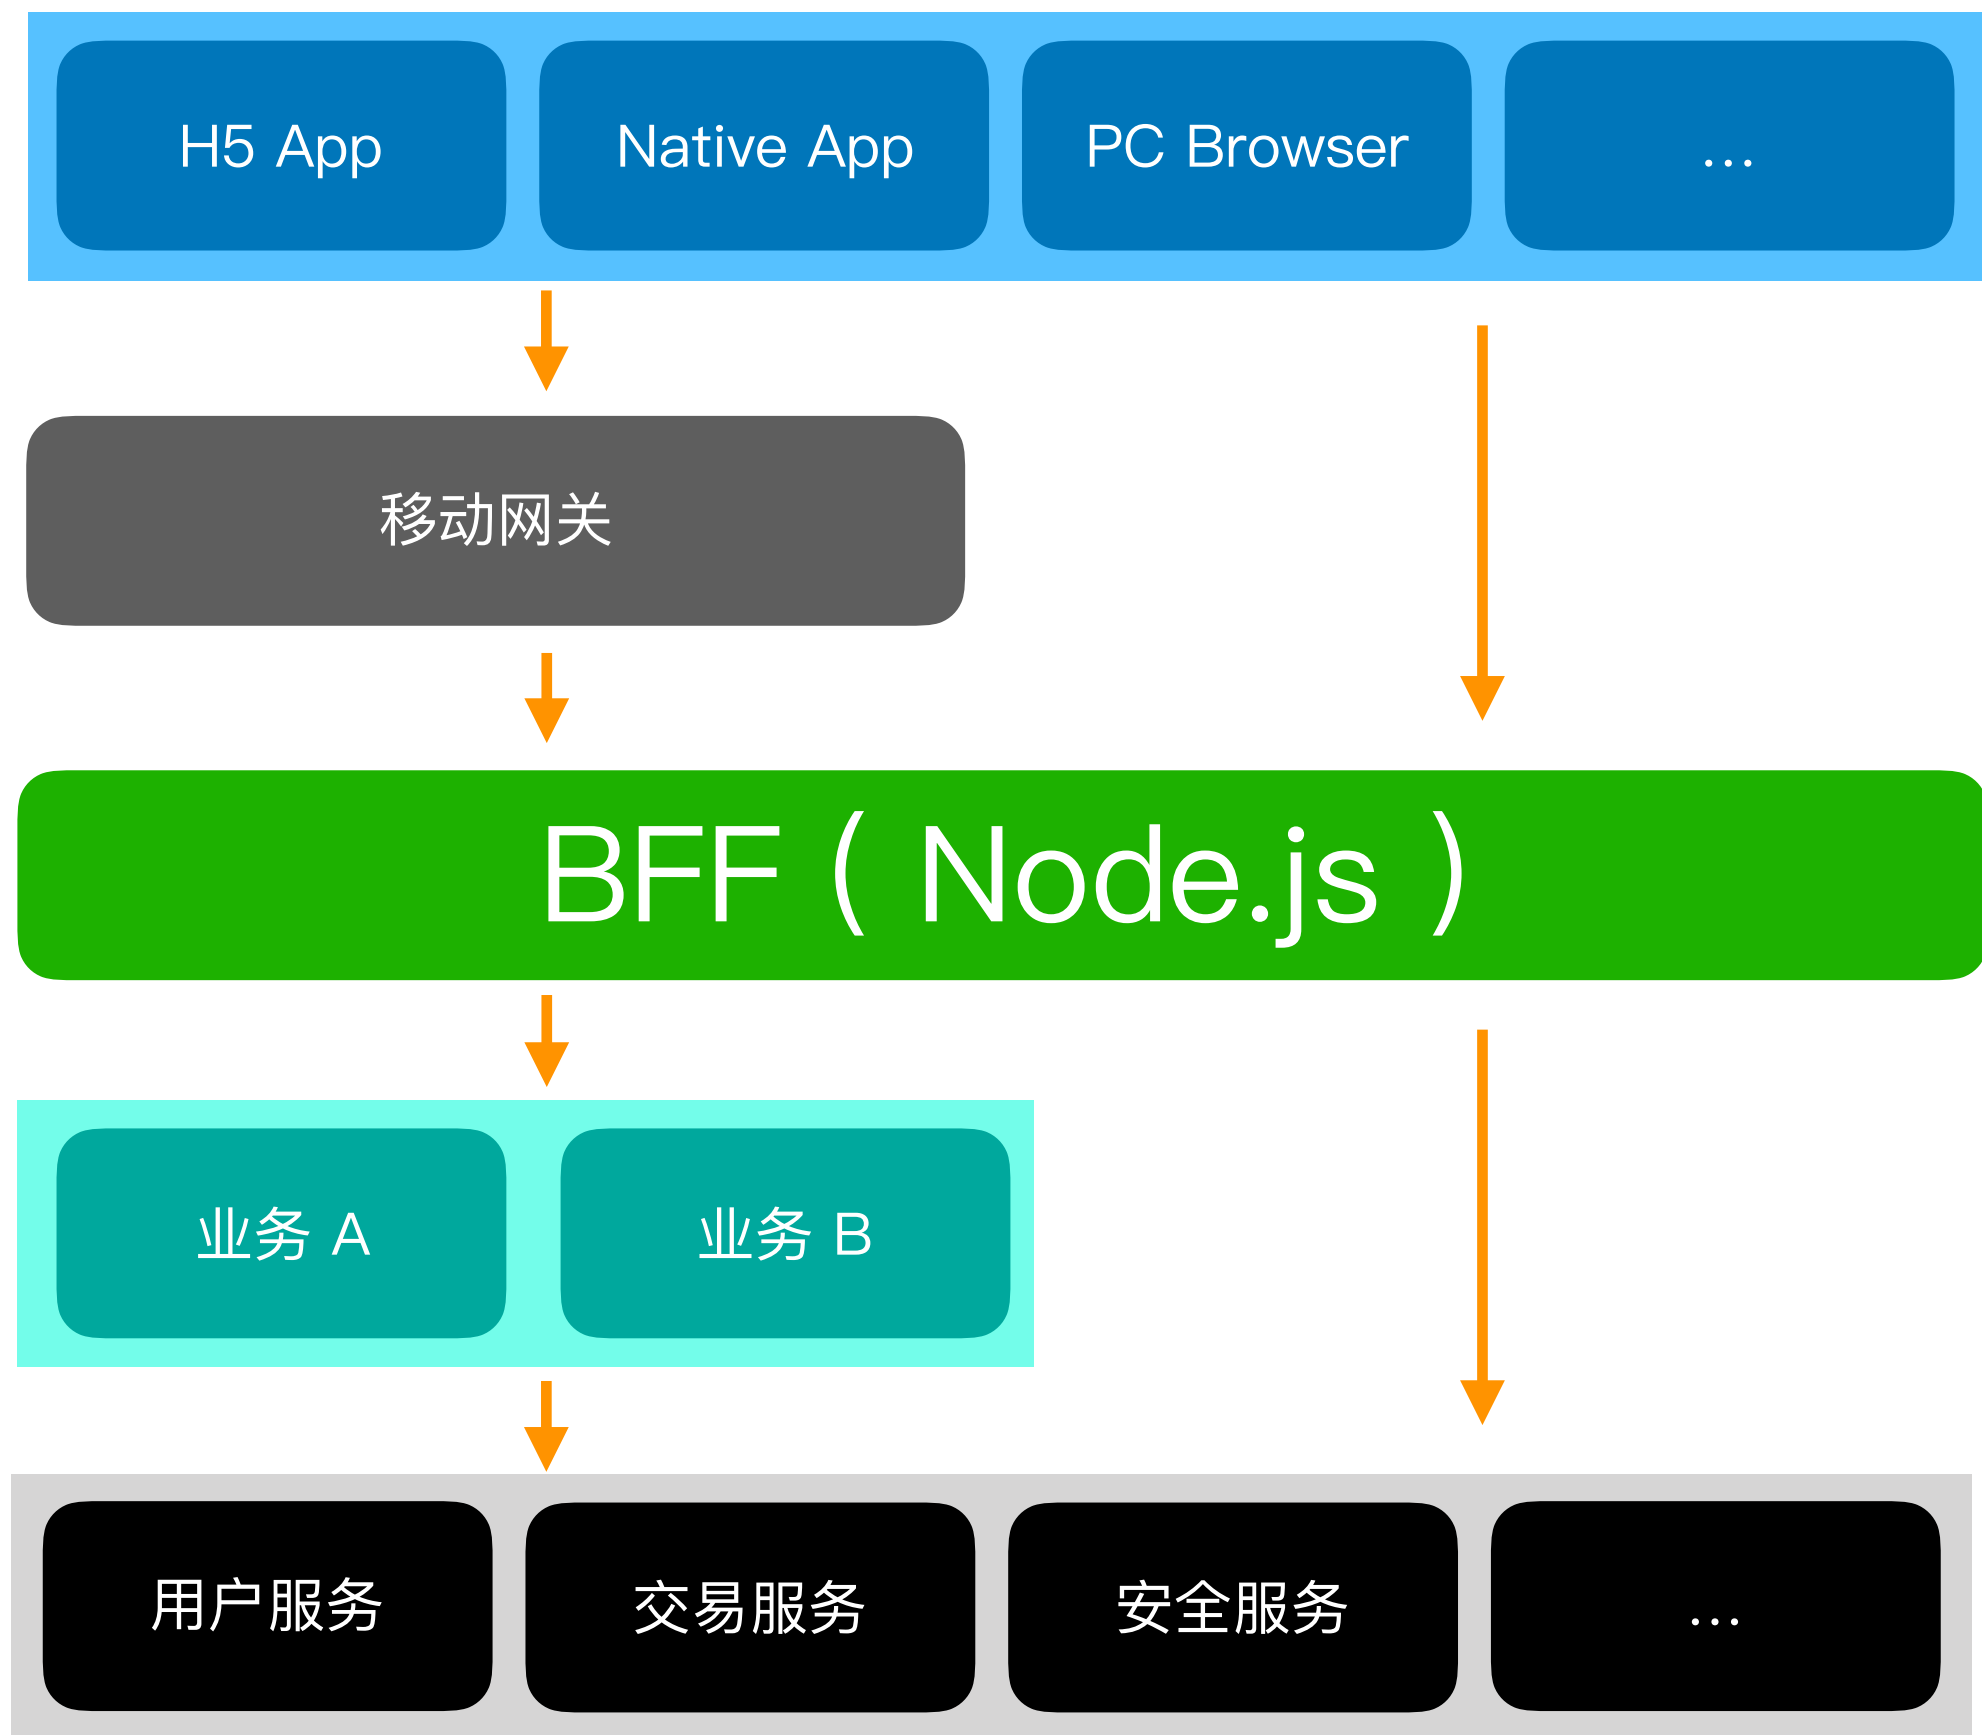 H5 App
Native App
PC Browser
...
移动网关
BFF（Node.js）
业务 A
业务 B
用户服务
交易服务
安全服务
...